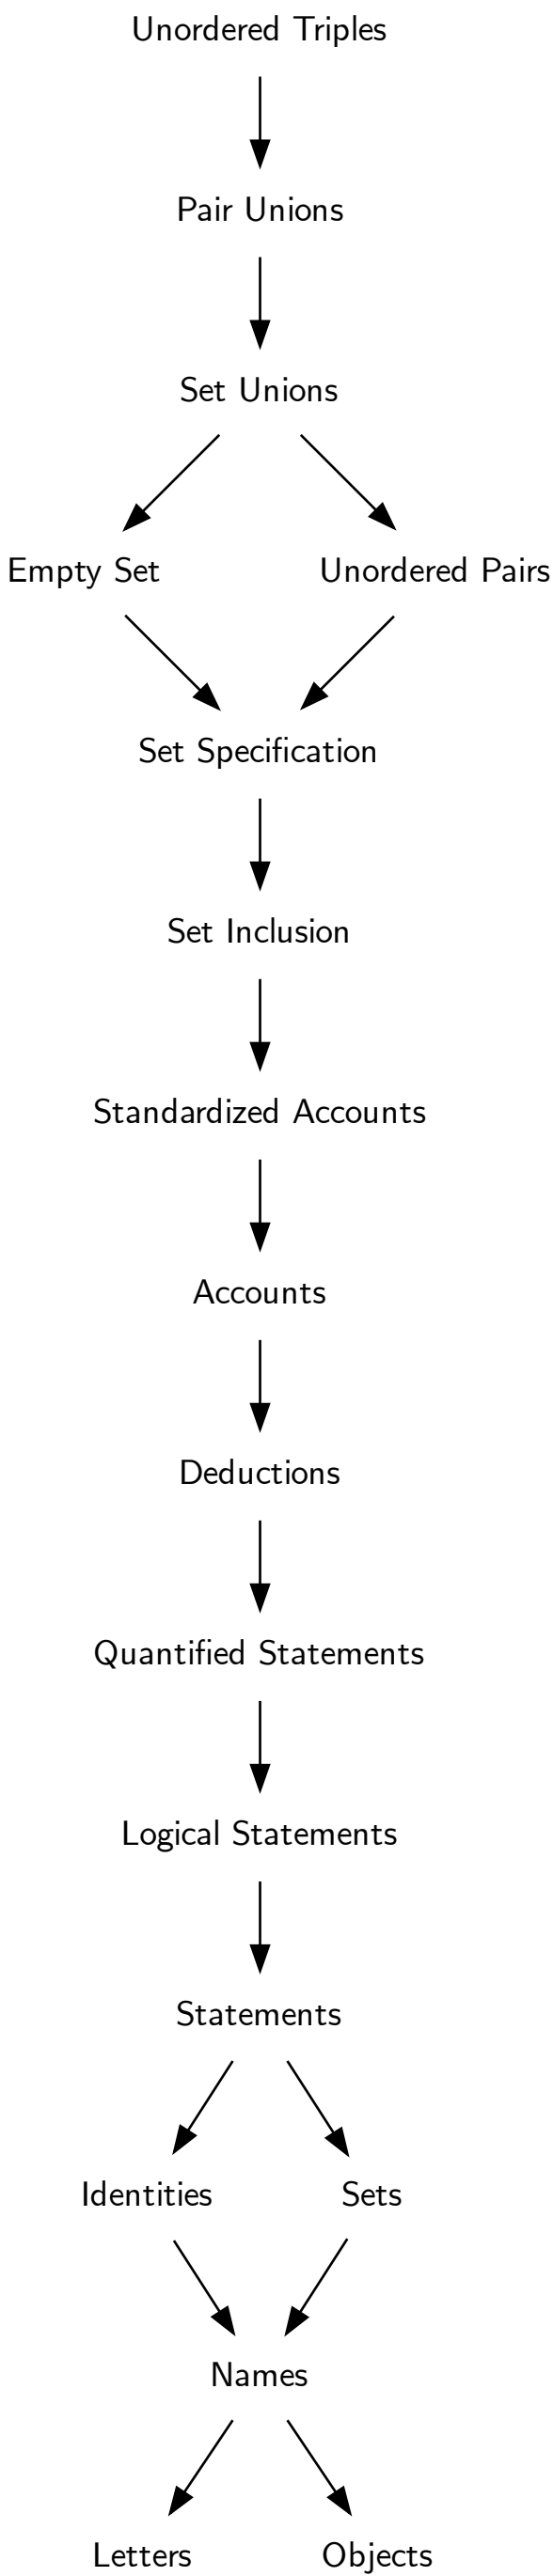 Unordered Triples
Pair Unions
Set Unions
Empty Set
Unordered Pairs
Set Specification
Set Inclusion
Standardized Accounts
Accounts
Deductions
Quantified Statements
Logical Statements
Statements
Identities
Sets
Names
Letters
Objects